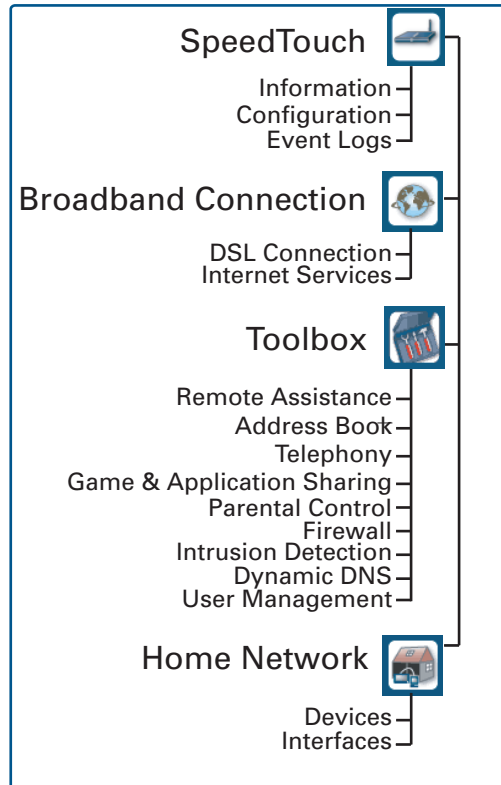 SpeedTouch
Information
Configuration
Event Logs
Broadband Connection
DSL Connection
Internet Services
Toolbox
Remote Assistance
Address Book
Telephony
Game & Application Sharing
Parental Control
Firewall
Intrusion Detection
Dynamic DNS
User Management
Home Network
Devices
Interfaces